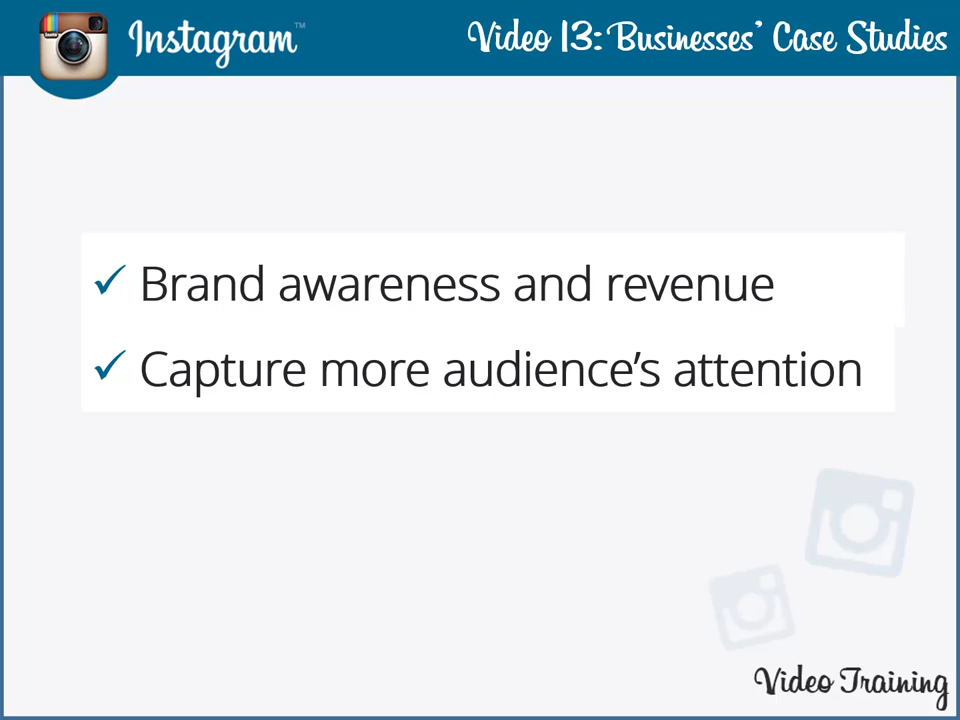 Instagram™
Video 13: Businesses’ Case Studies
✓ Brand awareness and revenue
✓ Capture more audience’s attention
Video Training